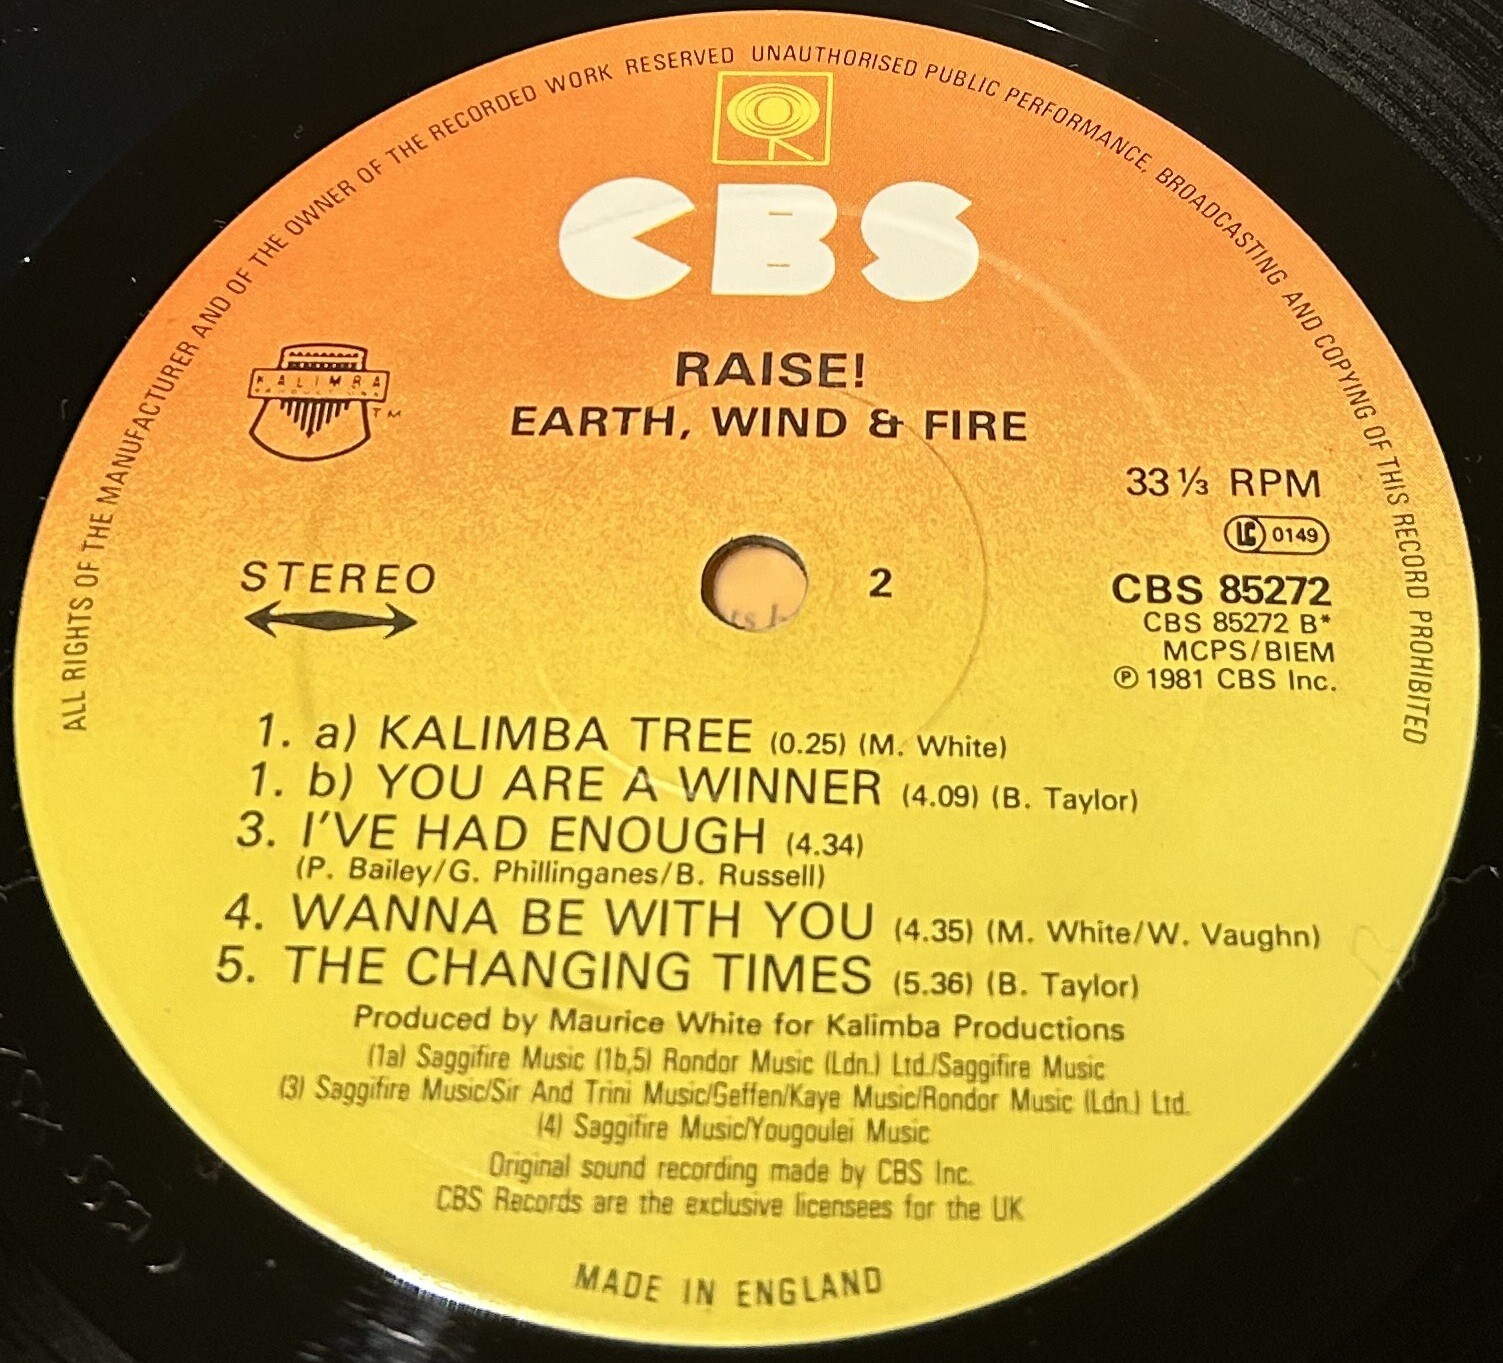 ALL RIGHTS OF THE MANUFACTURER AND OF THE OWNER OF THE RECORDED WORK RESERVED UNAUTHORISED PUBLIC PERFORMANCE, BROADCASTING AND COPYING OF THIS RECORD PROHIBITED
CBS
KALIMBA
PRODUCTIONS
TM
RAISE!
EARTH, WIND & FIRE
33 ⅓ RPM
LC 0149
STEREO
2
CBS 85272
CBS 85272 B*
MCPS/BIEM
℗ 1981 CBS Inc.
1. a) KALIMBA TREE (0.25) (M. White)
1. b) YOU ARE A WINNER (4.09) (B. Taylor)
3. I'VE HAD ENOUGH (4.34)
(P. Bailey/G. Phillinganes/B. Russell)
4. WANNA BE WITH YOU (4.35) (M. White/W. Vaughn)
5. THE CHANGING TIMES (5.36) (B. Taylor)
Produced by Maurice White for Kalimba Productions
(1a) Saggifire Music (1b,5) Rondor Music (Ldn.) Ltd./Saggifire Music
(3) Saggifire Music/Sir And Trini Music/Geffen/Kaye Music/Rondor Music (Ldn.) Ltd.
(4) Saggifire Music/Yougoulei Music
Original sound recording made by CBS Inc.
CBS Records are the exclusive licensees for the UK
MADE IN ENGLAND